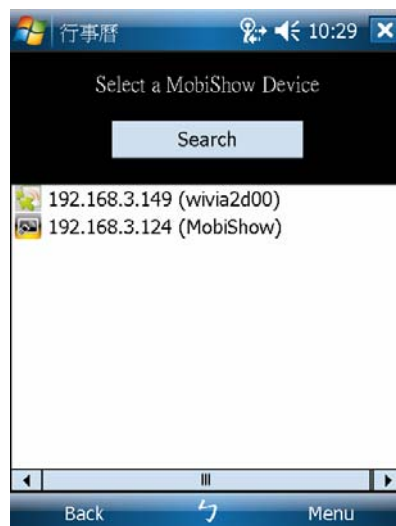 行事曆 10:29
Select a MobiShow Device
Search
192.168.3.149 (wivia2d00)
192.168.3.124 (MobiShow)
Back ㄅ Menu